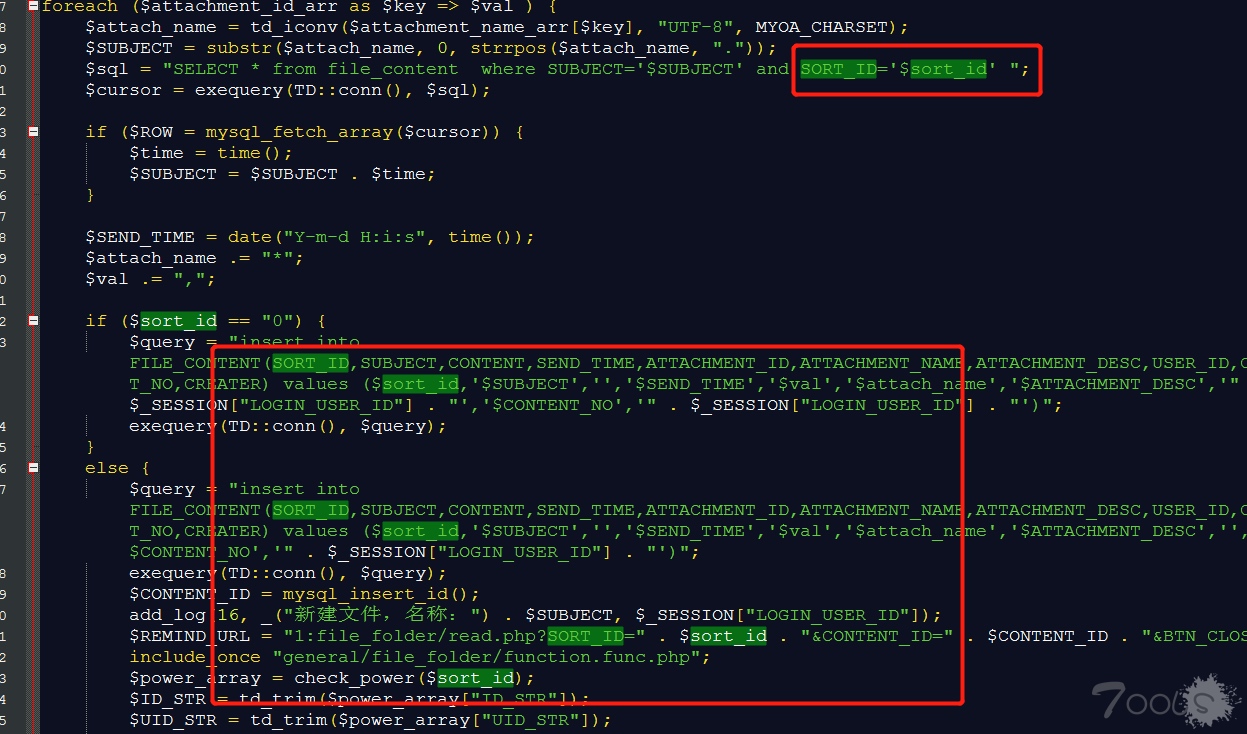 7 foreach ($attachment_id_arr as $key => $val ) {
8 $attach_name = td_iconv($attachment_name_arr[$key], "UTF-8", MYOA_CHARSET);
9 $SUBJECT = substr($attach_name, 0, strrpos($attach_name, "."));
0 $sql = "SELECT * from file_content  where SUBJECT='$SUBJECT' and SORT_ID='$sort_id' ";
1 $cursor = exequery(TD::conn(), $sql);
2
3 if ($ROW = mysql_fetch_array($cursor)) {
4 $time = time();
5 $SUBJECT = $SUBJECT . $time;
6 }
7
8 $SEND_TIME = date("Y-m-d H:i:s", time());
9 $attach_name .= "*";
0 $val .= ",";
1
2 if ($sort_id == "0") {
3 $query = "insert into
FILE_CONTENT(SORT_ID,SUBJECT,CONTENT,SEND_TIME,ATTACHMENT_ID,ATTACHMENT_NAME,ATTACHMENT_DESC,USER_ID,C
T_NO,CREATER) values ($sort_id,'$SUBJECT','','$SEND_TIME','$val','$attach_name','$ATTACHMENT_DESC','"
$_SESSION["LOGIN_USER_ID"] . "','$CONTENT_NO','" . $_SESSION["LOGIN_USER_ID"] . "')";
4 exequery(TD::conn(), $query);
5 }
6 else {
7 $query = "insert into
FILE_CONTENT(SORT_ID,SUBJECT,CONTENT,SEND_TIME,ATTACHMENT_ID,ATTACHMENT_NAME,ATTACHMENT_DESC,USER_ID,C
T_NO,CREATER) values ($sort_id,'$SUBJECT','','$SEND_TIME','$val','$attach_name','$ATTACHMENT_DESC','',
$CONTENT_NO','" . $_SESSION["LOGIN_USER_ID"] . "')";
8 exequery(TD::conn(), $query);
9 $CONTENT_ID = mysql_insert_id();
0 add_log(16, _("新建文件，名称：") . $SUBJECT, $_SESSION["LOGIN_USER_ID"]);
1 $REMIND_URL = "1:file_folder/read.php?SORT_ID=" . $sort_id . "&CONTENT_ID=" . $CONTENT_ID . "&BTN_CLOS
2 include_once "general/file_folder/function.func.php";
3 $power_array = check_power($sort_id);
4 $ID_STR = td_trim($power_array["ID_STR"]);
5 $UID_STR = td_trim($power_array["UID_STR"]);
7ools